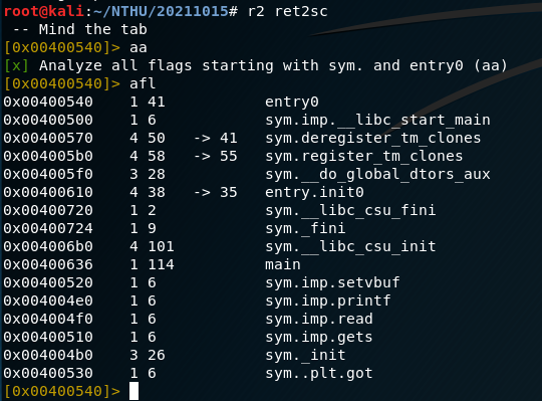 root@kali:~/NTHU/20211015# r2 ret2sc
 -- Mind the tab
[0x00400540]> aa
[x] Analyze all flags starting with sym. and entry0 (aa)
[0x00400540]> afl
0x00400540    1 41           entry0
0x00400500    1 6            sym.imp.__libc_start_main
0x00400570    4 50   -> 41   sym.deregister_tm_clones
0x004005b0    4 58   -> 55   sym.register_tm_clones
0x004005f0    3 28           sym.__do_global_dtors_aux
0x00400610    4 38   -> 35   entry.init0
0x00400720    1 2            sym.__libc_csu_fini
0x00400724    1 9            sym._fini
0x004006b0    4 101          sym.__libc_csu_init
0x00400636    1 114          main
0x00400520    1 6            sym.imp.setvbuf
0x004004e0    1 6            sym.imp.printf
0x004004f0    1 6            sym.imp.read
0x00400510    1 6            sym.imp.gets
0x004004b0    3 26           sym._init
0x00400530    1 6            sym..plt.got
[0x00400540]>